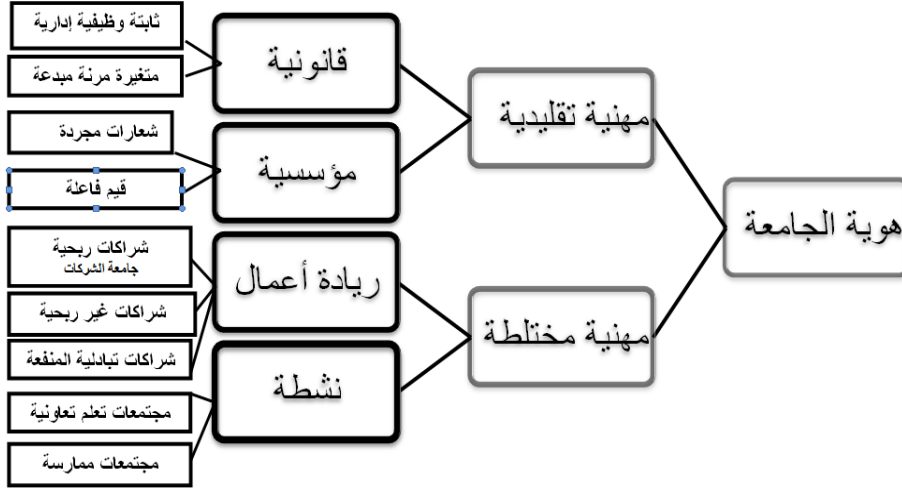 هوية الجامعة
مهنية تقليدية
قانونية
ثابتة وظيفية إدارية
متغيرة مرنة مبدعة
مؤسسية
شعارات مجردة
قيم فاعلة
مهنية مختلطة
ريادة أعمال
شراكات ربحية
جامعة الشركات
شراكات غير ربحية
شراكات تبادلية المنفعة
نشطة
مجتمعات تعلم تعاونية
مجتمعات ممارسة